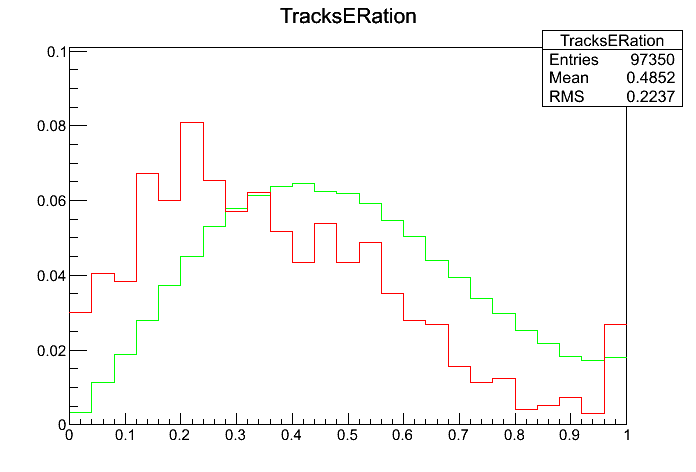 TracksERation
TracksERation
Entries 97350
Mean 0.4852
RMS 0.2237
0.1
0.08
0.06
0.04
0.02
0
0 0.1 0.2 0.3 0.4 0.5 0.6 0.7 0.8 0.9 1